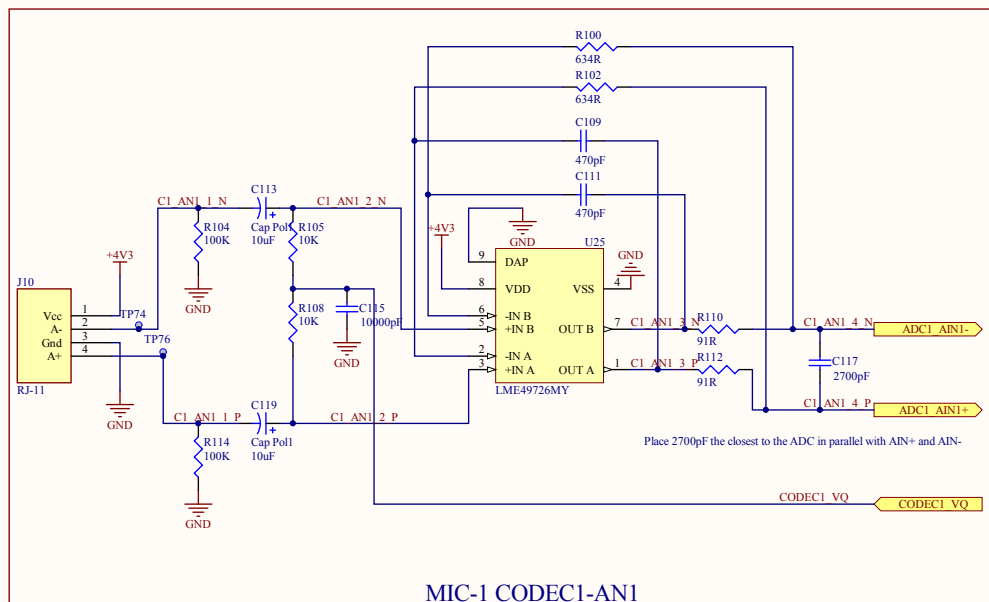 R100
634R
R102
634R
C109
470pF
C111
470pF
C113
Cap Pol1
10uF
C1_AN1_1_N
R104
100K
GND
R105
10K
C1_AN1_2_N
R108
10K
C115
10000pF
GND
+4V3
J10
Vcc 1
A- 2
Gnd 3
A+ 4
RJ-11
TP74
TP76
GND
+4V3
GND
U25
GND
9 DAP
8 VDD
VSS 4
6 -IN B
5 +IN B
OUT B 7
2 -IN A
3 +IN A
OUT A 1
LME49726MY
C1_AN1_3_N
R110
91R
C1_AN1_3_P
R112
91R
C1_AN1_4_N
ADC1_AIN1-
C117
2700pF
C1_AN1_4_P
ADC1_AIN1+
C1_AN1_1_P
C119
Cap Pol1
10uF
C1_AN1_2_P
R114
100K
GND
Place 2700pF the closest to the ADC in parallel with AIN+ and AIN-
CODEC1_VQ
CODEC1_VQ
MIC-1 CODEC1-AN1